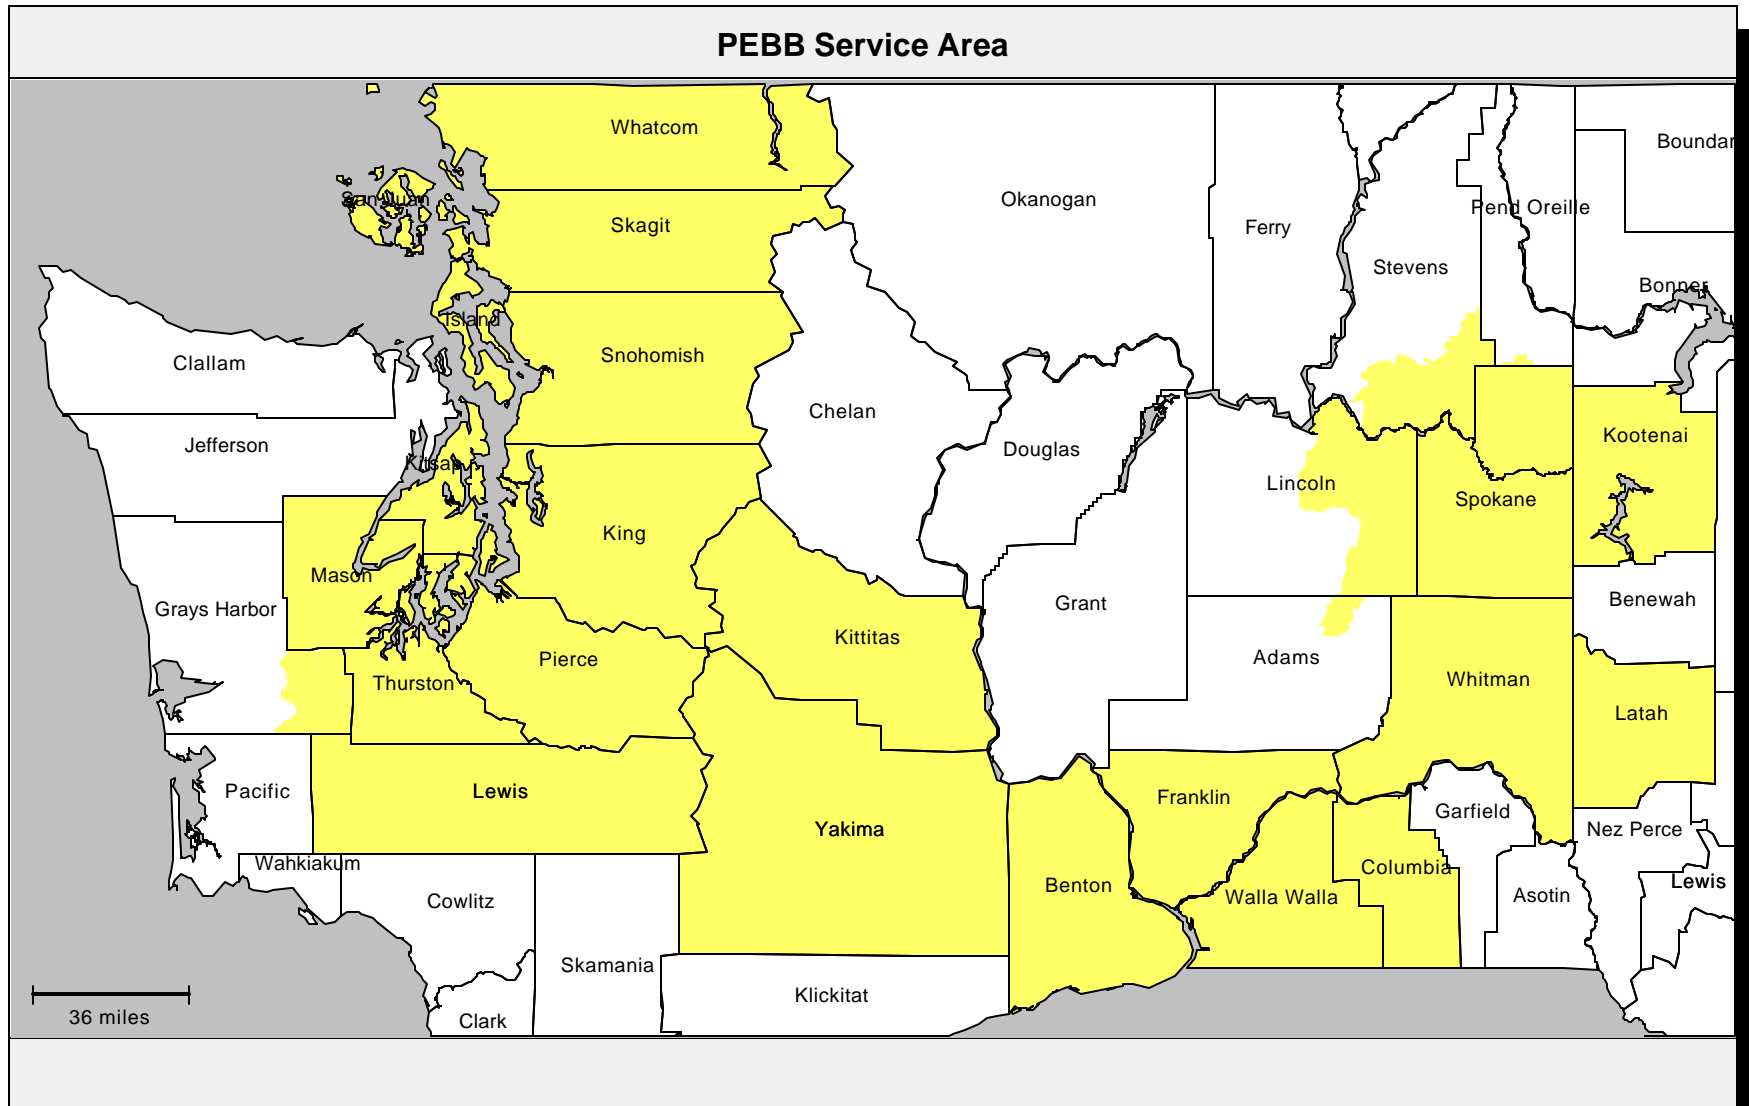 PEBB Service Area
Whatcom
Boundar
San Juan
Skagit
Okanogan
Pend Oreille
Ferry
Stevens
Bonner
Island
Clallam
Snohomish
Chelan
Jefferson
Kitsap
Douglas
Kootenai
Lincoln
Spokane
King
Mason
Grays Harbor
Grant
Benewah
Kittitas
Pierce
Adams
Thurston
Whitman
Latah
Pacific
Lewis
Yakima
Franklin
Garfield
Nez Perce
Wahkiakum
Columbia
Cowlitz
Benton
Walla Walla
Asotin
Lewis
Skamania
Klickitat
36 miles
Clark